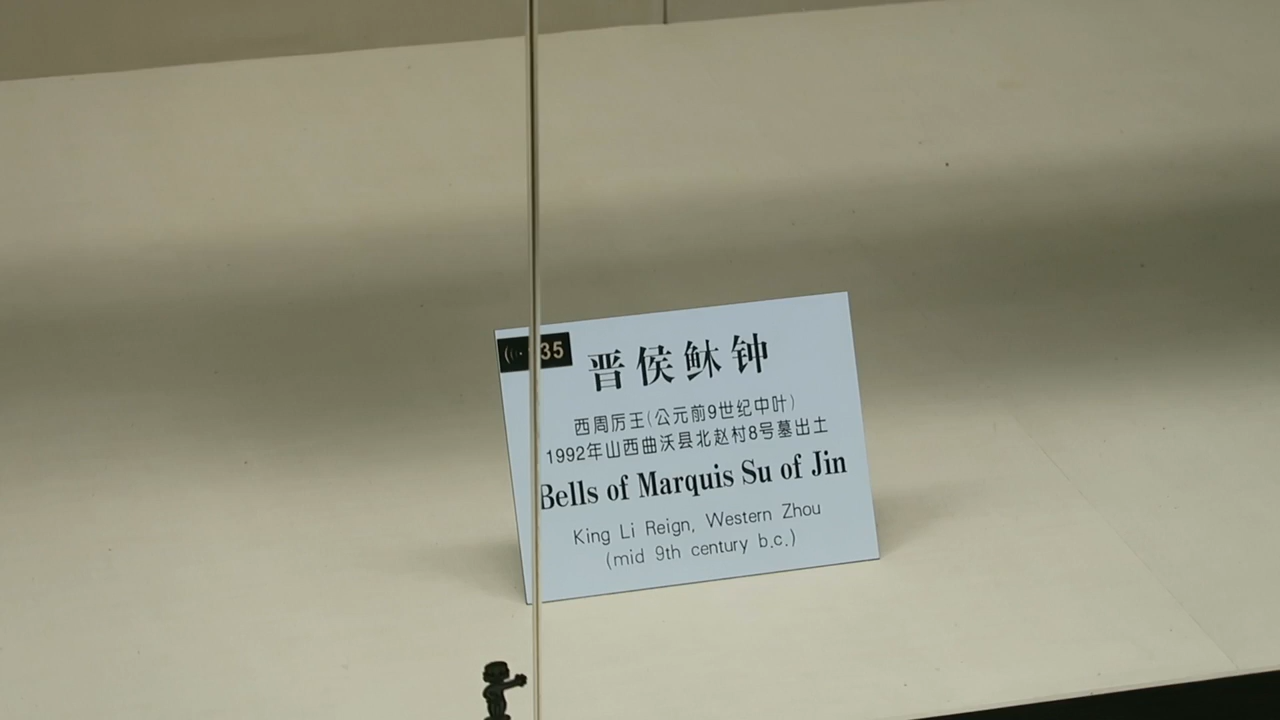 35
晋侯稣钟
西周厉王(公元前9世纪中叶)
1992年山西曲沃县北赵村8号墓出土
Bells of Marquis Su of Jin
King Li Reign, Western Zhou
(mid 9th century b.c.)